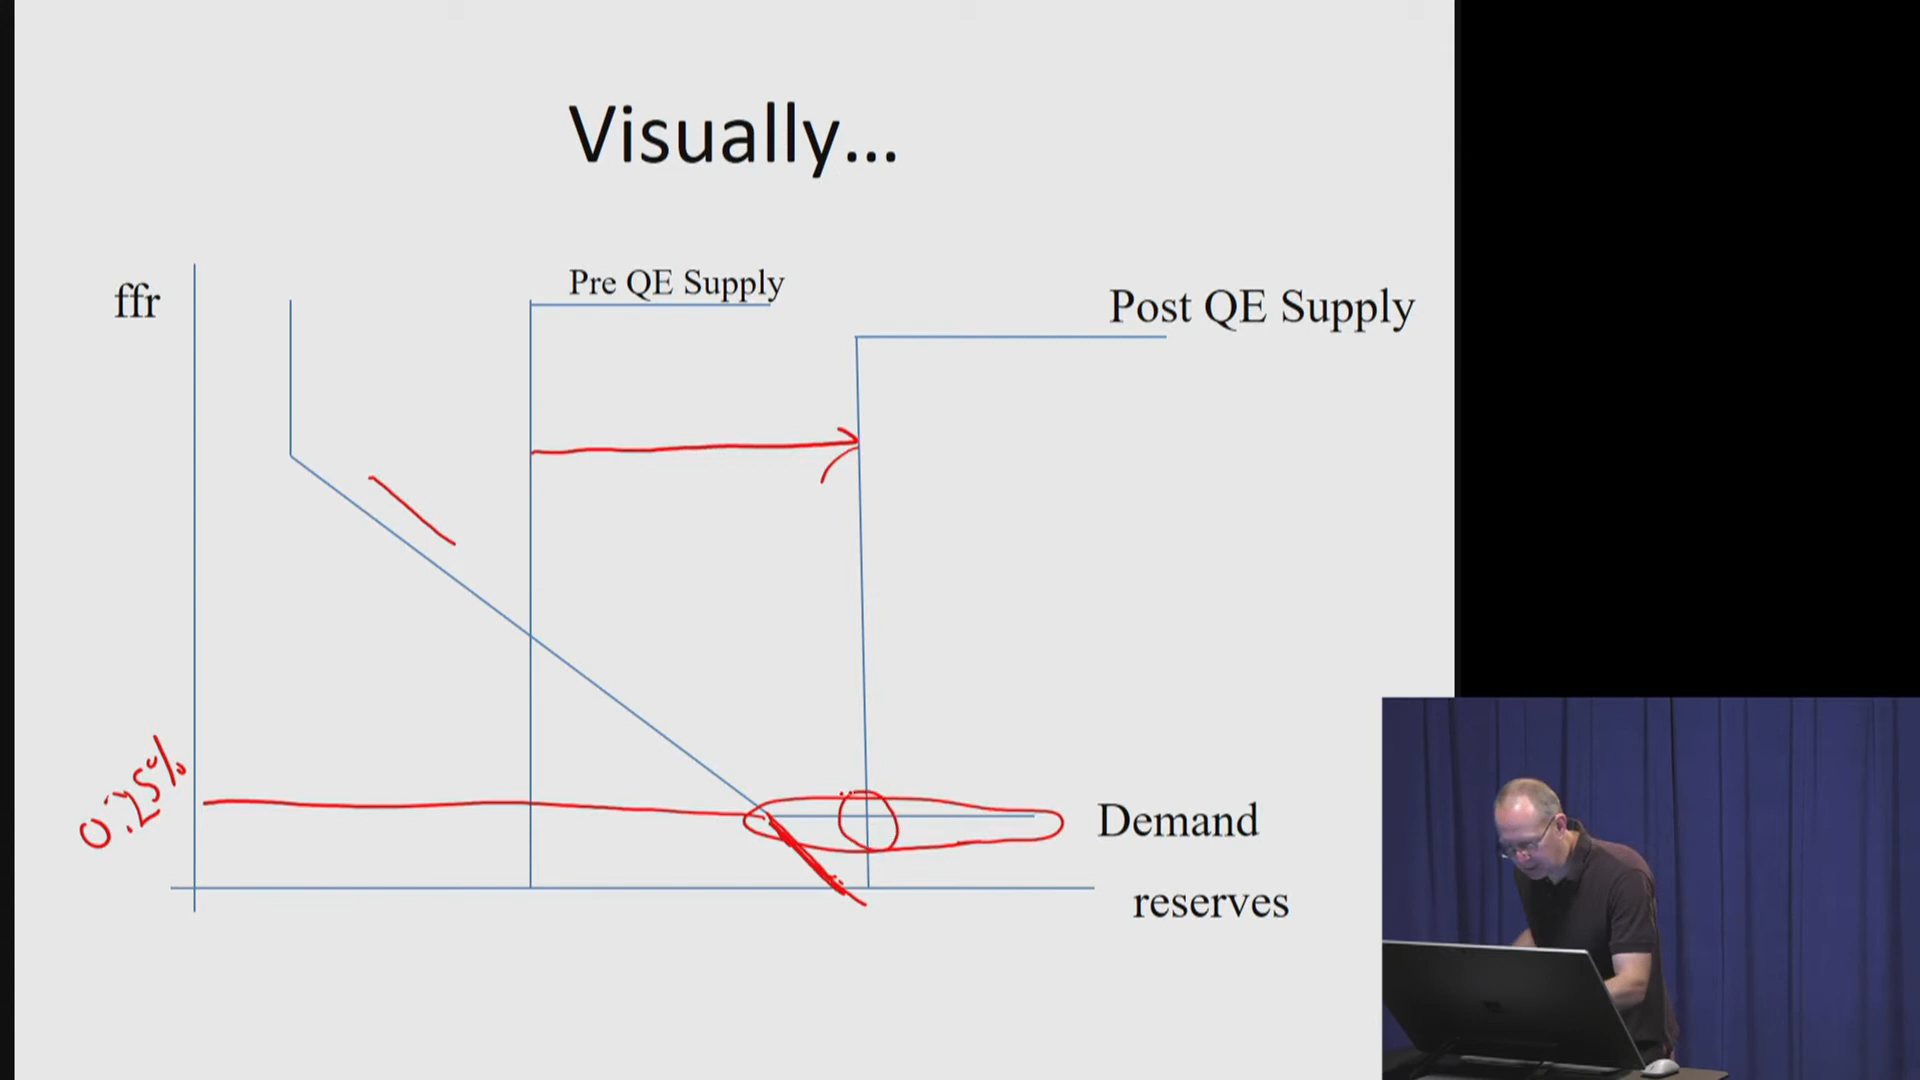 Visually...
ffr
Pre QE Supply
Post QE Supply
0.25%
Demand
reserves